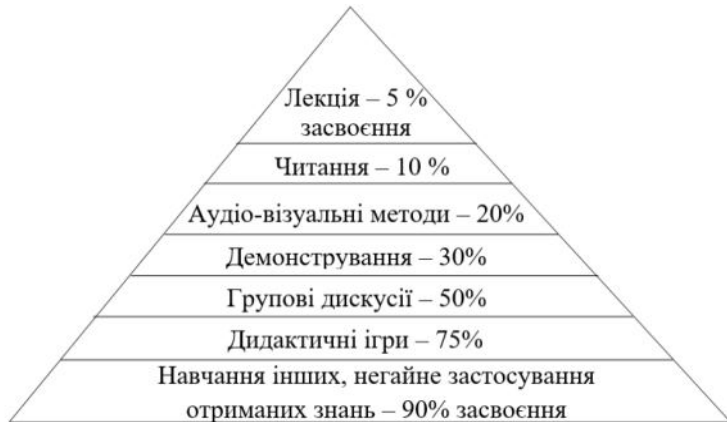 Лекція – 5 %
засвоєння
Читання – 10 %
Аудіо-візуальні методи – 20%
Демонстрування – 30%
Групові дискусії – 50%
Дидактичні ігри – 75%
Навчання інших, негайне застосування
отриманих знань – 90% засвоєння